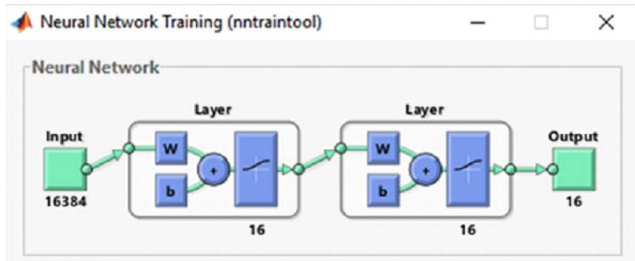 Neural Network Training (nntraintool)
Neural Network
Layer Layer
Input Output
W + W +
b b
16384 16
16 16